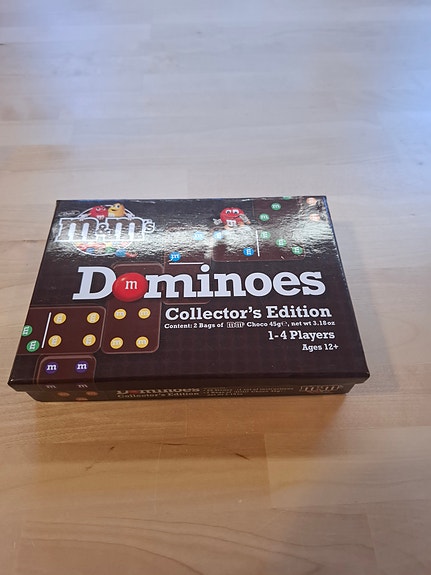 m&m's
Dominoes
Collector's Edition
Content: 2 Bags of m&m's Choco 45g℮, net wt 3.18oz
1-4 Players
Ages 12+
Dominoes
Collector's Edition
m&m's